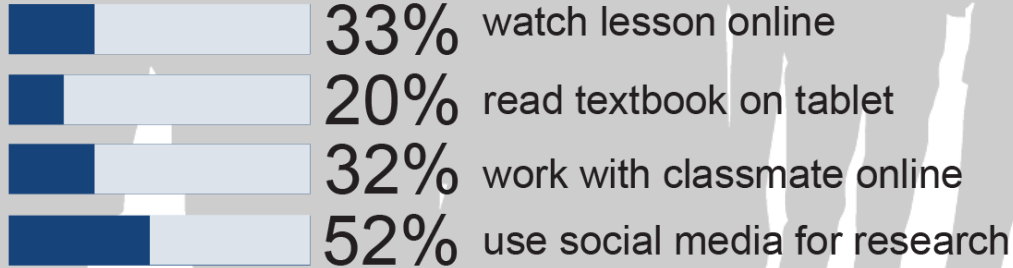 33% watch lesson online
20% read textbook on tablet
32% work with classmate online
52% use social media for research